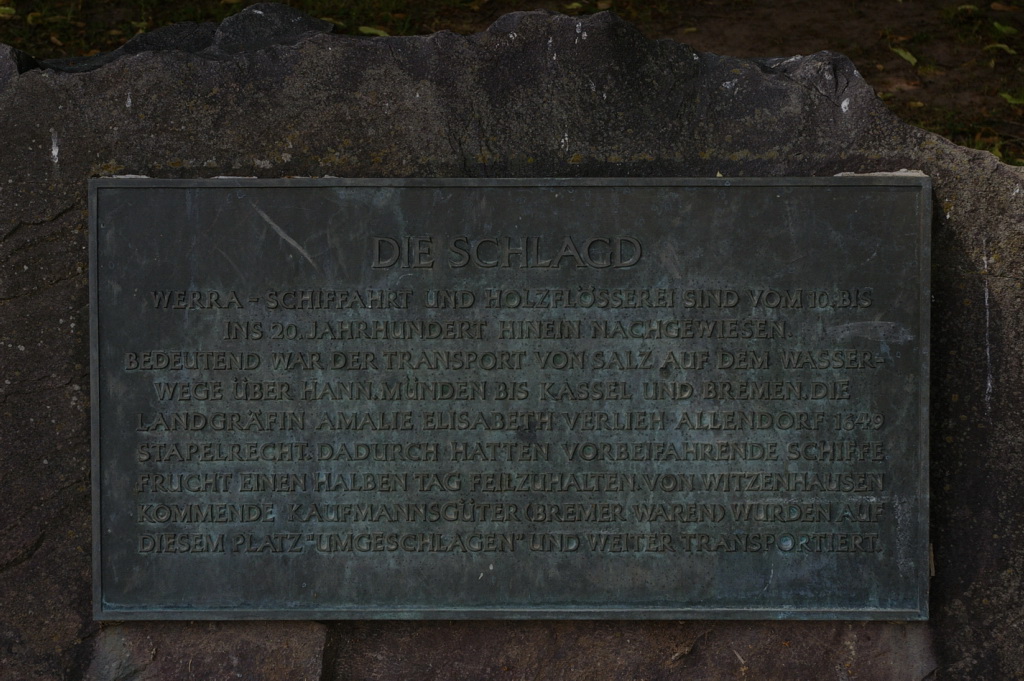 DIE SCHLAGD
WERRA-SCHIFFAHRT UND HOLZFLÖSSEREI SIND VOM 10. BIS
INS 20. JAHRHUNDERT HINEIN NACHGEWIESEN.
BEDEUTEND WAR DER TRANSPORT VON SALZ AUF DEM WASSER-
WEGE ÜBER HANN. MÜNDEN BIS KASSEL UND BREMEN. DIE
LANDGRÄFIN AMALIE ELISABETH VERLIEH ALLENDORF 1649
STAPELRECHT. DADURCH HATTEN VORBEIFAHRENDE SCHIFFE
FRUCHT EINEN HALBEN TAG FEILZUHALTEN. VON WITZENHAUSEN
KOMMENDE KAUFMANNSGÜTER (BREMER WAREN) WURDEN AUF
DIESEM PLATZ "UMGESCHLAGEN" UND WEITER TRANSPORTIERT.